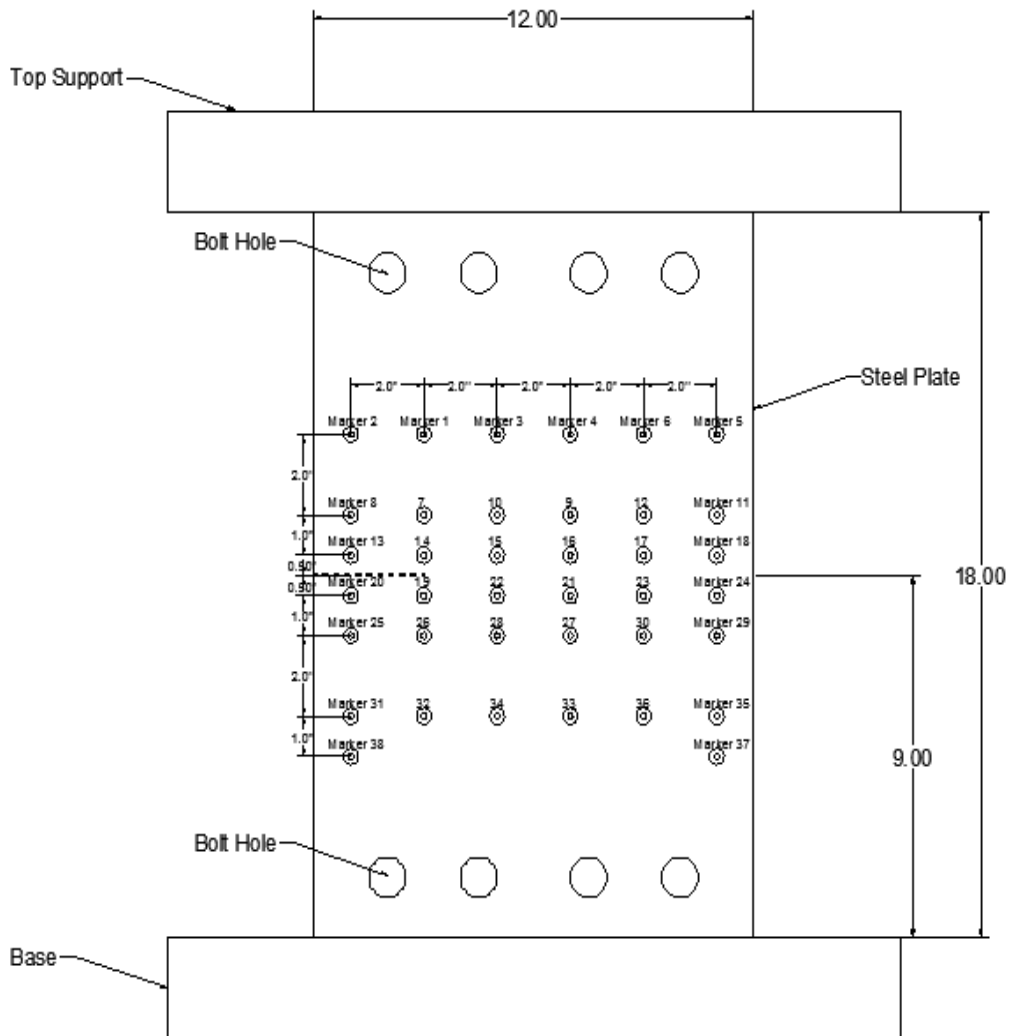 12.00
Top Support
Bolt Hole
2.0" 2.0" 2.0" 2.0" 2.0"
Steel Plate
Marker 2 Marker 1 Marker 3 Marker 4 Marker 6 Marker 5
2.0"
Marker 8 7 10 9 12 Marker 11
1.0"
Marker 13 14 15 16 17 Marker 18
0.50"
18.00
0.50"
Marker 20 19 22 21 23 Marker 24
1.0"
Marker 25 26 28 27 30 Marker 29
2.0"
Marker 31 32 34 33 36 Marker 35
1.0"
Marker 38 Marker 37
9.00
Bolt Hole
Base